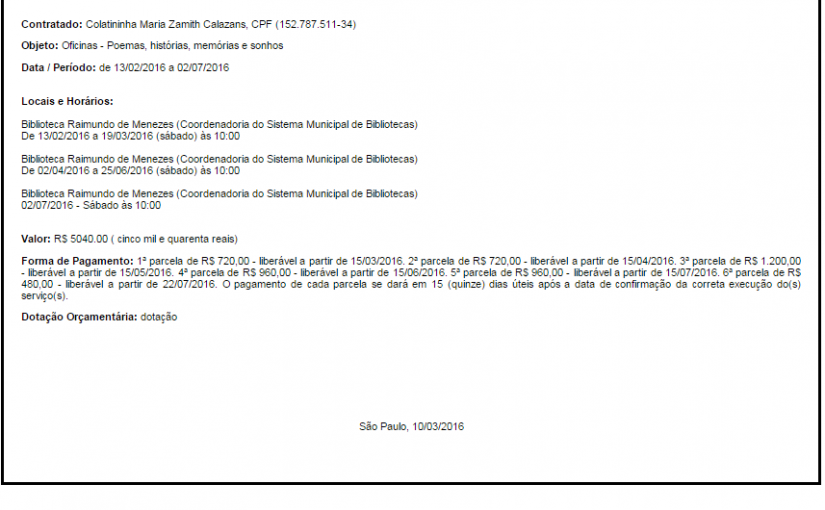 Contratado: Colatininha Maria Zamith Calazans, CPF (152.787.511-34)
Objeto: Oficinas - Poemas, histórias, memórias e sonhos
Data / Período: de 13/02/2016 a 02/07/2016
Locais e Horários:
Biblioteca Raimundo de Menezes (Coordenadoria do Sistema Municipal de Bibliotecas)
De 13/02/2016 a 19/03/2016 (sábado) às 10:00
Biblioteca Raimundo de Menezes (Coordenadoria do Sistema Municipal de Bibliotecas)
De 02/04/2016 a 25/06/2016 (sábado) às 10:00
Biblioteca Raimundo de Menezes (Coordenadoria do Sistema Municipal de Bibliotecas)
02/07/2016 - Sábado às 10:00
Valor: R$ 5040.00 ( cinco mil e quarenta reais)
Forma de Pagamento: 1ª parcela de R$ 720,00 - liberável a partir de 15/03/2016. 2ª parcela de R$ 720,00 - liberável a partir de 15/04/2016. 3ª parcela de R$ 1.200,00
- liberável a partir de 15/05/2016. 4ª parcela de R$ 960,00 - liberável a partir de 15/06/2016. 5ª parcela de R$ 960,00 - liberável a partir de 15/07/2016. 6ª parcela de R$
480,00 - liberável a partir de 22/07/2016. O pagamento de cada parcela se dará em 15 (quinze) dias úteis após a data de confirmação da correta execução do(s)
serviço(s).
Dotação Orçamentária: dotação
São Paulo, 10/03/2016